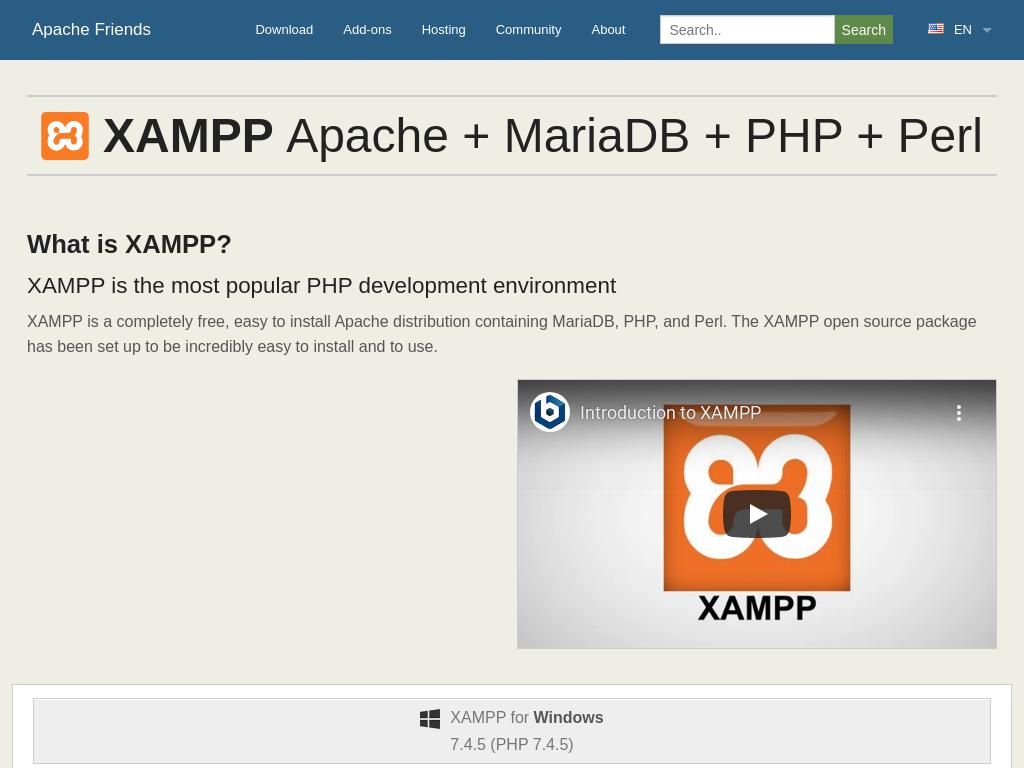 Apache Friends
Download
Add-ons
Hosting
Community
About
Search..
Search
EN
XAMPP Apache + MariaDB + PHP + Perl
What is XAMPP?
XAMPP is the most popular PHP development environment
XAMPP is a completely free, easy to install Apache distribution containing MariaDB, PHP, and Perl. The XAMPP open source package
has been set up to be incredibly easy to install and to use.
Introduction to XAMPP
XAMPP
XAMPP for Windows
7.4.5 (PHP 7.4.5)